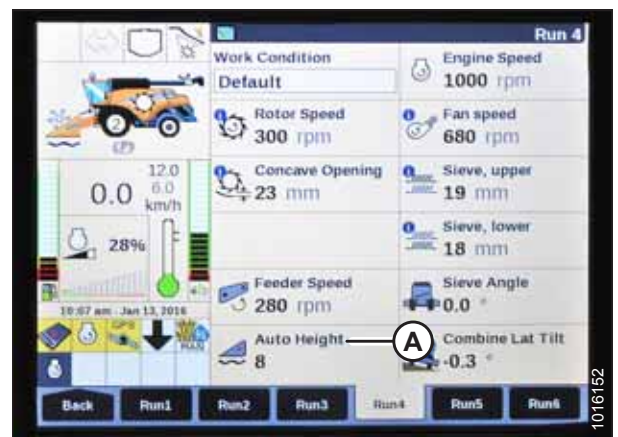 Run 4
Work Condition
Default
Engine Speed
1000 rpm
Rotor Speed
300 rpm
Fan speed
680 rpm
Concave Opening
23 mm
Sieve, upper
19 mm
Sieve, lower
18 mm
Feeder Speed
280 rpm
Sieve Angle
0.0 °
Auto Height
8
A
Combine Lat Tilt
-0.3 °
2
(P)
12.0
0.0
6.0
km/h
28%
10:07 am Jan 13, 2016
GPS
MAN
Back
Run1
Run2
Run3
Run4
Run5
Run6
1016152